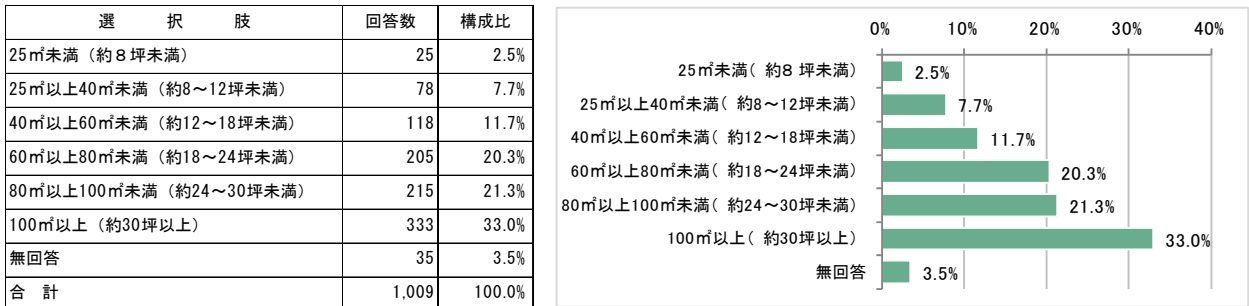 選　　択　　肢 回答数 構成比
25㎡未満（約８坪未満） 25 2.5%
25㎡以上40㎡未満（約8～12坪未満） 78 7.7%
40㎡以上60㎡未満（約12～18坪未満） 118 11.7%
60㎡以上80㎡未満（約18～24坪未満） 205 20.3%
80㎡以上100㎡未満（約24～30坪未満） 215 21.3%
100㎡以上（約30坪以上） 333 33.0%
無回答 35 3.5%
合　計 1,009 100.0%
0% 10% 20% 30% 40%
25㎡未満( 約８ 坪未満） 2.5%
25㎡以上40㎡未満( 約8～12坪未満） 7.7%
40㎡以上60㎡未満( 約12～18坪未満） 11.7%
60㎡以上80㎡未満( 約18～24坪未満） 20.3%
80㎡以上100㎡未満( 約24～30坪未満） 21.3%
100㎡以上( 約30坪以上） 33.0%
無回答 3.5%